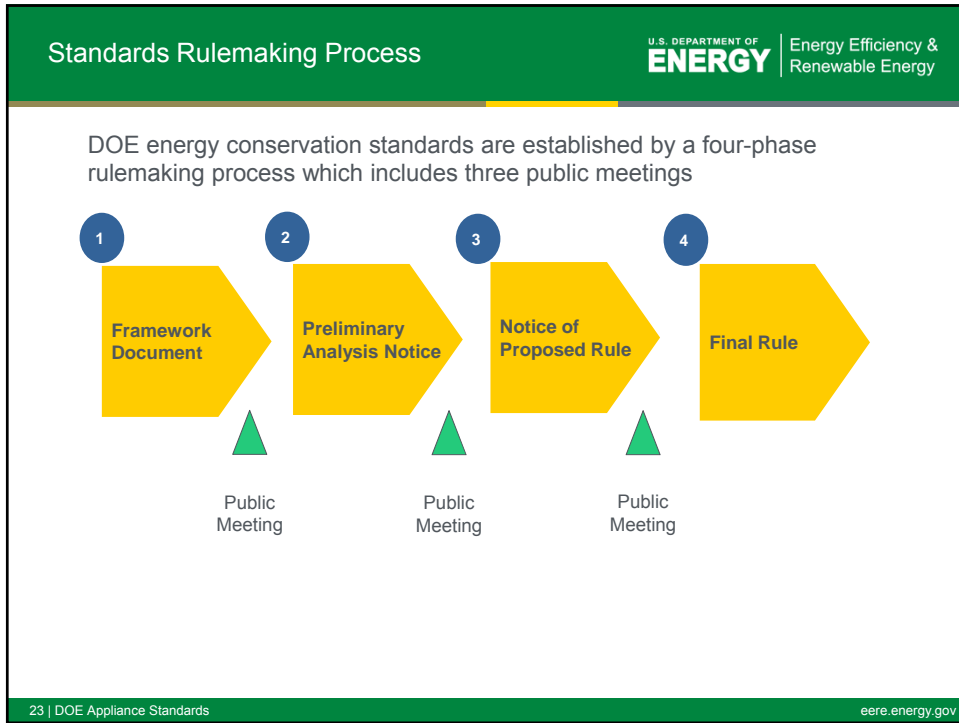 Standards Rulemaking Process
U.S. DEPARTMENT OF
ENERGY
Energy Efficiency &
Renewable Energy
DOE energy conservation standards are established by a four-phase
rulemaking process which includes three public meetings
1
2
3
4
Framework
Document
Preliminary
Analysis Notice
Notice of
Proposed Rule
Final Rule
Public
Meeting
Public
Meeting
Public
Meeting
23 | DOE Appliance Standards
eere.energy.gov